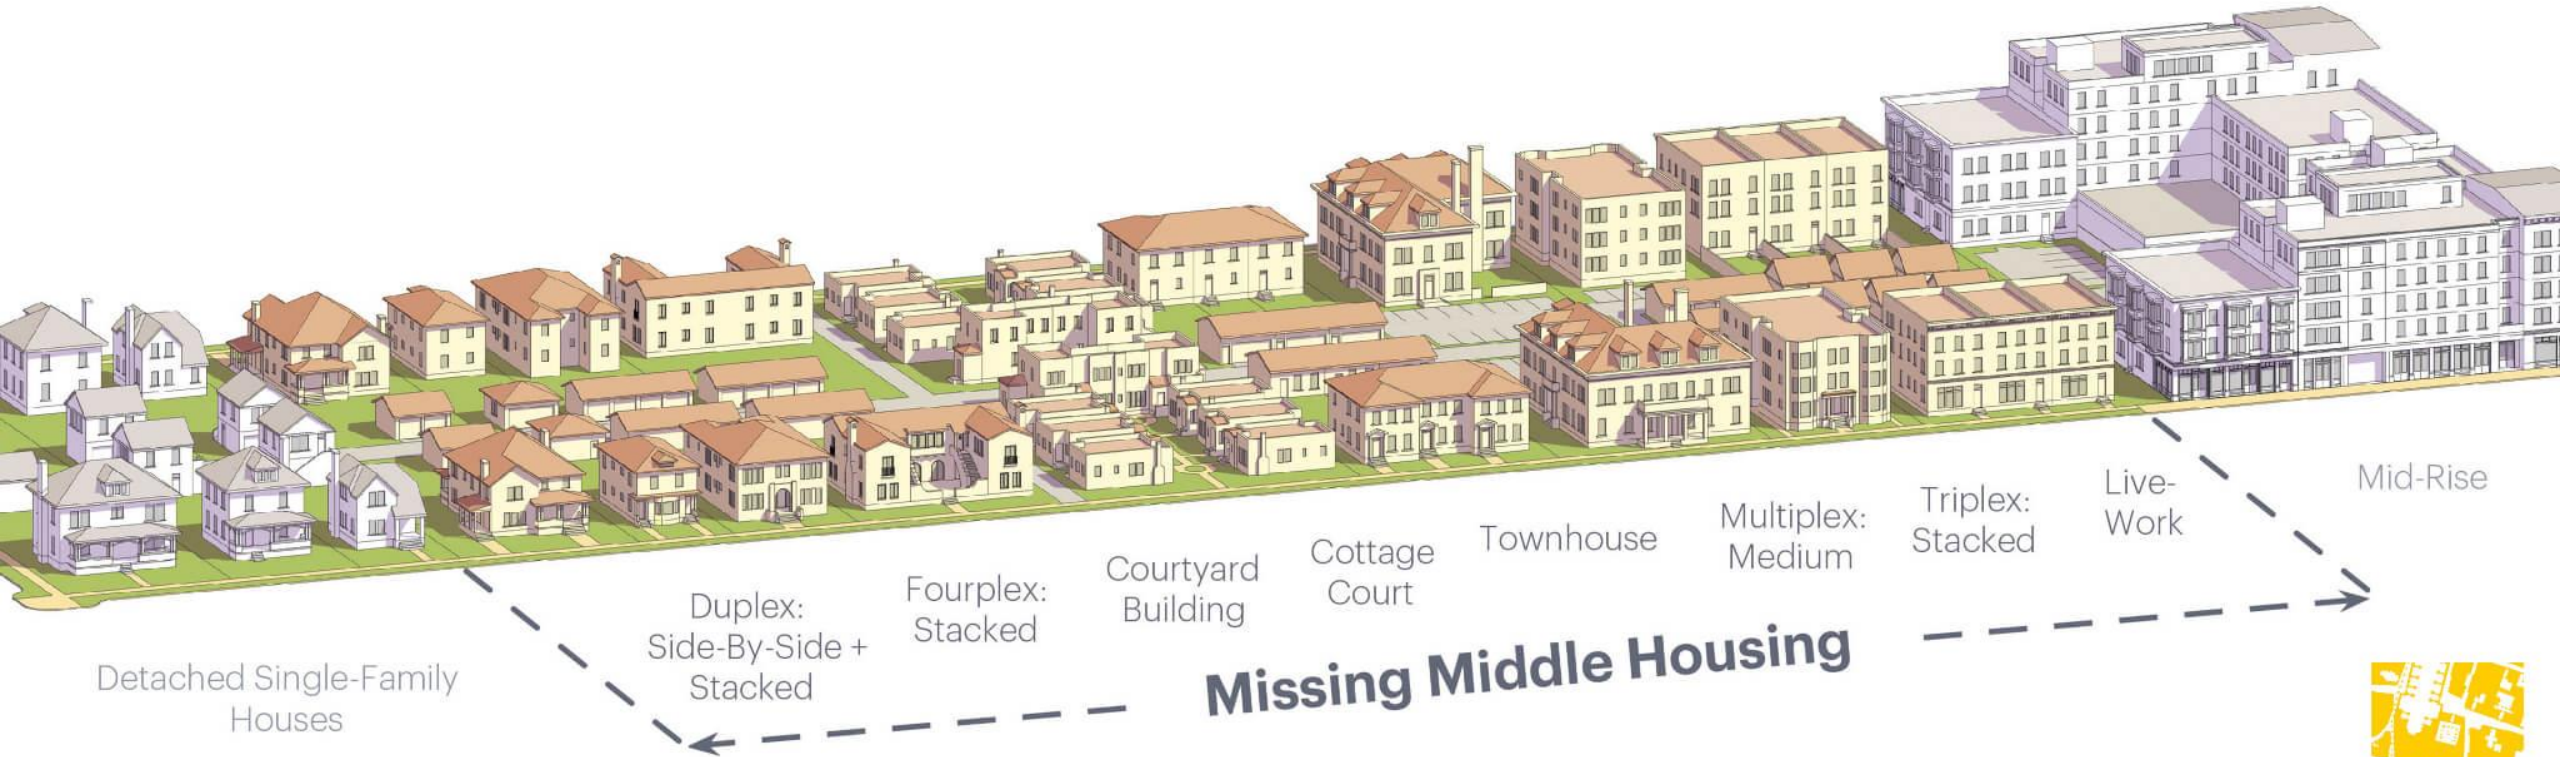 Detached Single-Family
Houses
Duplex:
Side-By-Side +
Stacked
Fourplex:
Stacked
Courtyard
Building
Cottage
Court
Townhouse
Multiplex:
Medium
Triplex:
Stacked
Live-
Work
Mid-Rise
Missing Middle Housing